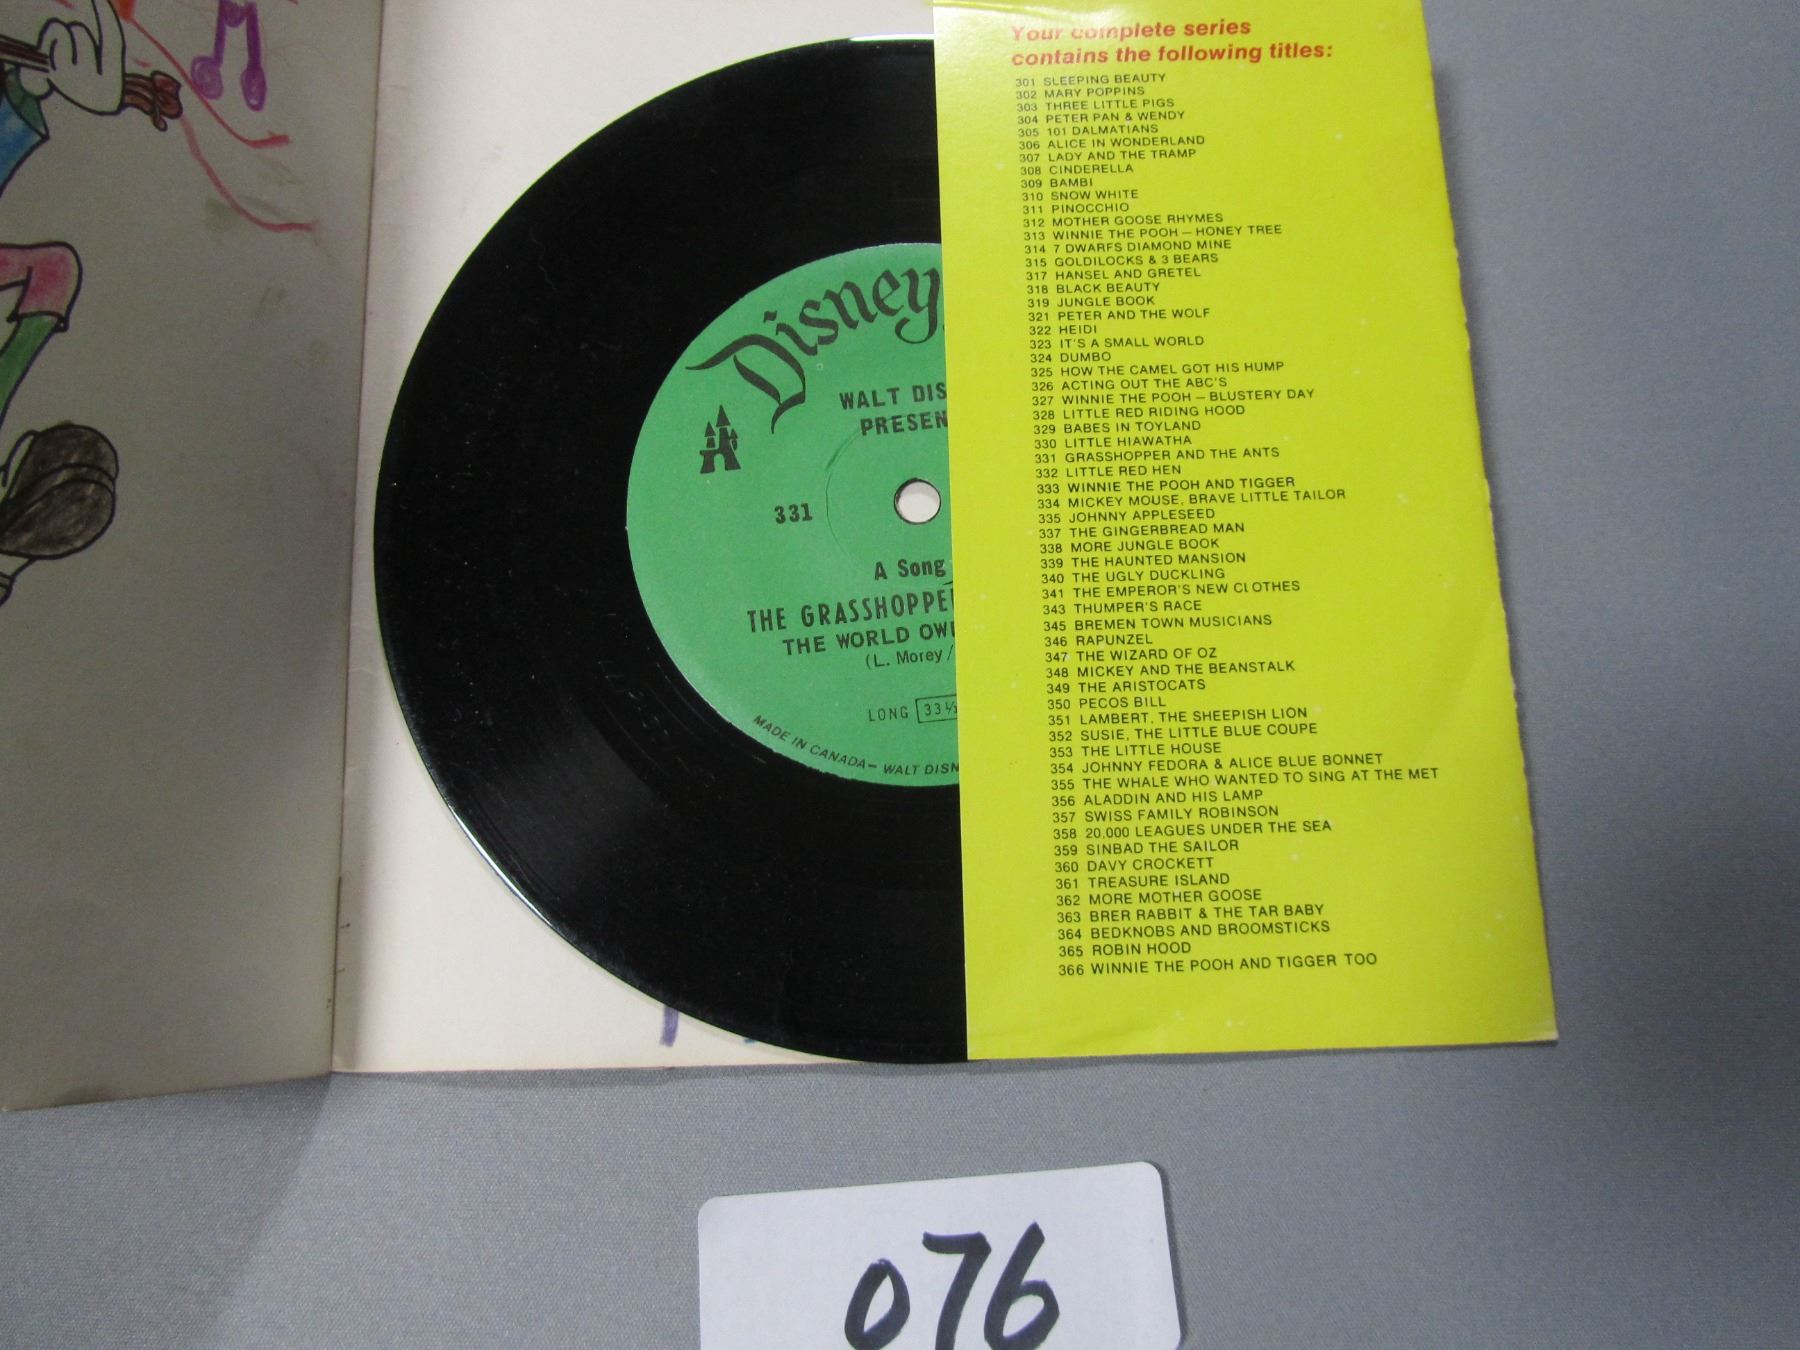 Your complete series
contains the following titles:
301 SLEEPING BEAUTY
302 MARY POPPINS
303 THREE LITTLE PIGS
304 PETER PAN & WENDY
305 101 DALMATIANS
306 ALICE IN WONDERLAND
307 LADY AND THE TRAMP
308 CINDERELLA
309 BAMBI
310 SNOW WHITE
311 PINOCCHIO
312 MOTHER GOOSE RHYMES
313 WINNIE THE POOH – HONEY TREE
314 7 DWARFS DIAMOND MINE
315 GOLDILOCKS & 3 BEARS
317 HANSEL AND GRETEL
318 BLACK BEAUTY
319 JUNGLE BOOK
321 PETER AND THE WOLF
322 HEIDI
323 IT'S A SMALL WORLD
324 DUMBO
325 HOW THE CAMEL GOT HIS HUMP
326 ACTING OUT THE ABC'S
327 WINNIE THE POOH – BLUSTERY DAY
328 LITTLE RED RIDING HOOD
329 BABES IN TOYLAND
330 LITTLE HIAWATHA
331 GRASSHOPPER AND THE ANTS
332 LITTLE RED HEN
333 WINNIE THE POOH AND TIGGER
334 MICKEY MOUSE, BRAVE LITTLE TAILOR
335 JOHNNY APPLESEED
337 THE GINGERBREAD MAN
338 MORE JUNGLE BOOK
339 THE HAUNTED MANSION
340 THE UGLY DUCKLING
341 THE EMPEROR'S NEW CLOTHES
343 THUMPER'S RACE
345 BREMEN TOWN MUSICIANS
346 RAPUNZEL
347 THE WIZARD OF OZ
348 MICKEY AND THE BEANSTALK
349 THE ARISTOCATS
350 PECOS BILL
351 LAMBERT, THE SHEEPISH LION
352 SUSIE, THE LITTLE BLUE COUPE
353 THE LITTLE HOUSE
354 JOHNNY FEDORA & ALICE BLUE BONNET
355 THE WHALE WHO WANTED TO SING AT THE MET
356 ALADDIN AND HIS LAMP
357 SWISS FAMILY ROBINSON
358 20,000 LEAGUES UNDER THE SEA
359 SINBAD THE SAILOR
360 DAVY CROCKETT
361 TREASURE ISLAND
362 MORE MOTHER GOOSE
363 BRER RABBIT & THE TAR BABY
364 BEDKNOBS AND BROOMSTICKS
365 ROBIN HOOD
366 WINNIE THE POOH AND TIGGER TOO
Disney
WALT DIS
PRESEN
331
A Song
THE GRASSHOPPE
THE WORLD OW
(L. Morey /
LONG 33⅓
MADE IN CANADA – WALT DISN
076